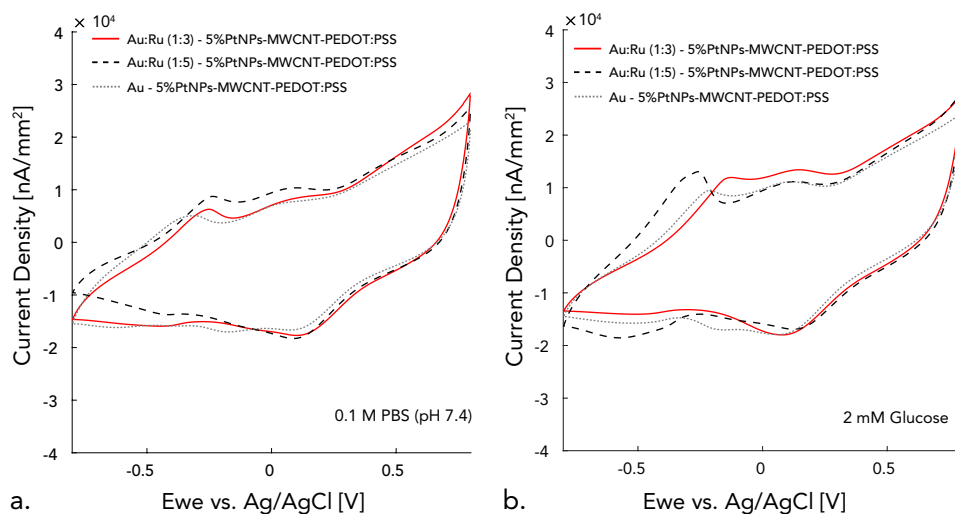 × 10⁴
4
3
2
1
0
-1
-2
-3
-4
Current Density [nA/mm²]
Au:Ru (1:3) - 5%PtNPs-MWCNT-PEDOT:PSS
Au:Ru (1:5) - 5%PtNPs-MWCNT-PEDOT:PSS
Au - 5%PtNPs-MWCNT-PEDOT:PSS
0.1 M PBS (pH 7.4)
-0.5 0 0.5
a. Ewe vs. Ag/AgCl [V]
× 10⁴
4
3
2
1
0
-1
-2
-3
-4
Current Density [nA/mm²]
Au:Ru (1:3) - 5%PtNPs-MWCNT-PEDOT:PSS
Au:Ru (1:5) - 5%PtNPs-MWCNT-PEDOT:PSS
Au - 5%PtNPs-MWCNT-PEDOT:PSS
2 mM Glucose
-0.5 0 0.5
b. Ewe vs. Ag/AgCl [V]